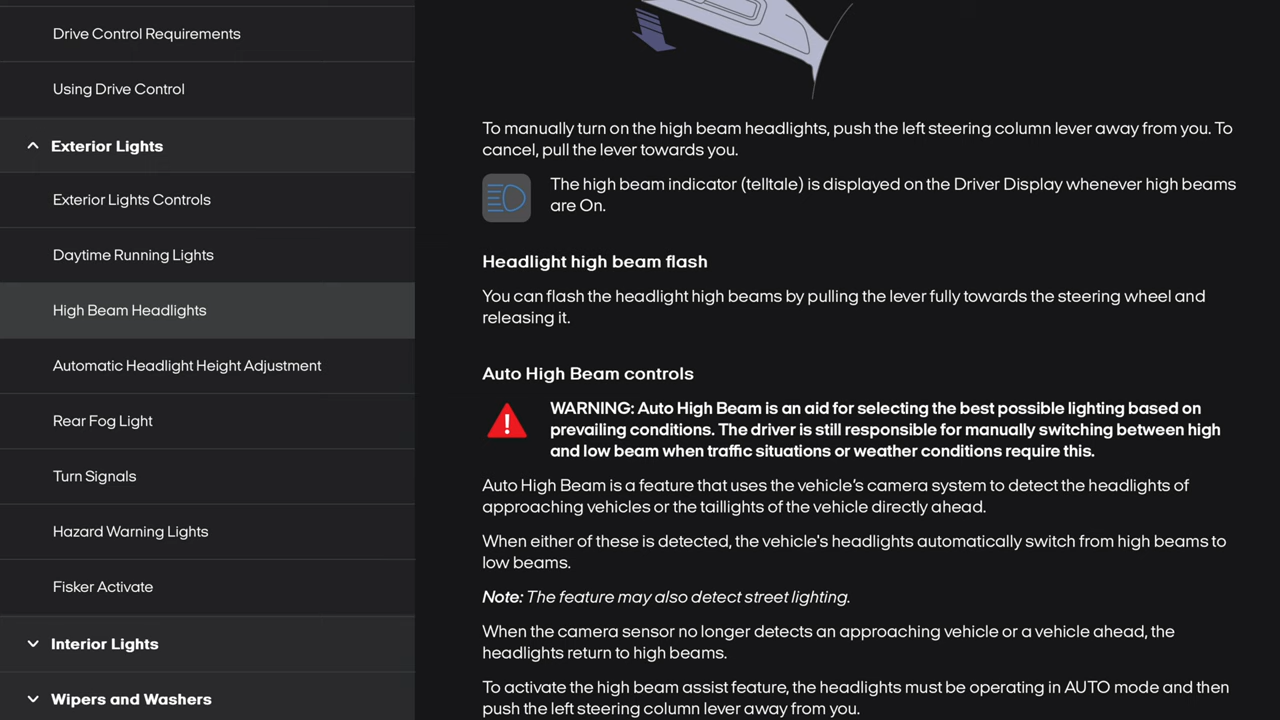 Drive Control Requirements
Using Drive Control
Exterior Lights
Exterior Lights Controls
Daytime Running Lights
High Beam Headlights
Automatic Headlight Height Adjustment
Rear Fog Light
Turn Signals
Hazard Warning Lights
Fisker Activate
Interior Lights
Wipers and Washers
To manually turn on the high beam headlights, push the left steering column lever away from you. To
cancel, pull the lever towards you.
The high beam indicator (telltale) is displayed on the Driver Display whenever high beams
are On.
Headlight high beam flash
You can flash the headlight high beams by pulling the lever fully towards the steering wheel and
releasing it.
Auto High Beam controls
WARNING: Auto High Beam is an aid for selecting the best possible lighting based on
prevailing conditions. The driver is still responsible for manually switching between high
and low beam when traffic situations or weather conditions require this.
Auto High Beam is a feature that uses the vehicle’s camera system to detect the headlights of
approaching vehicles or the taillights of the vehicle directly ahead.
When either of these is detected, the vehicle's headlights automatically switch from high beams to
low beams.
Note: The feature may also detect street lighting.
When the camera sensor no longer detects an approaching vehicle or a vehicle ahead, the
headlights return to high beams.
To activate the high beam assist feature, the headlights must be operating in AUTO mode and then
push the left steering column lever away from you.